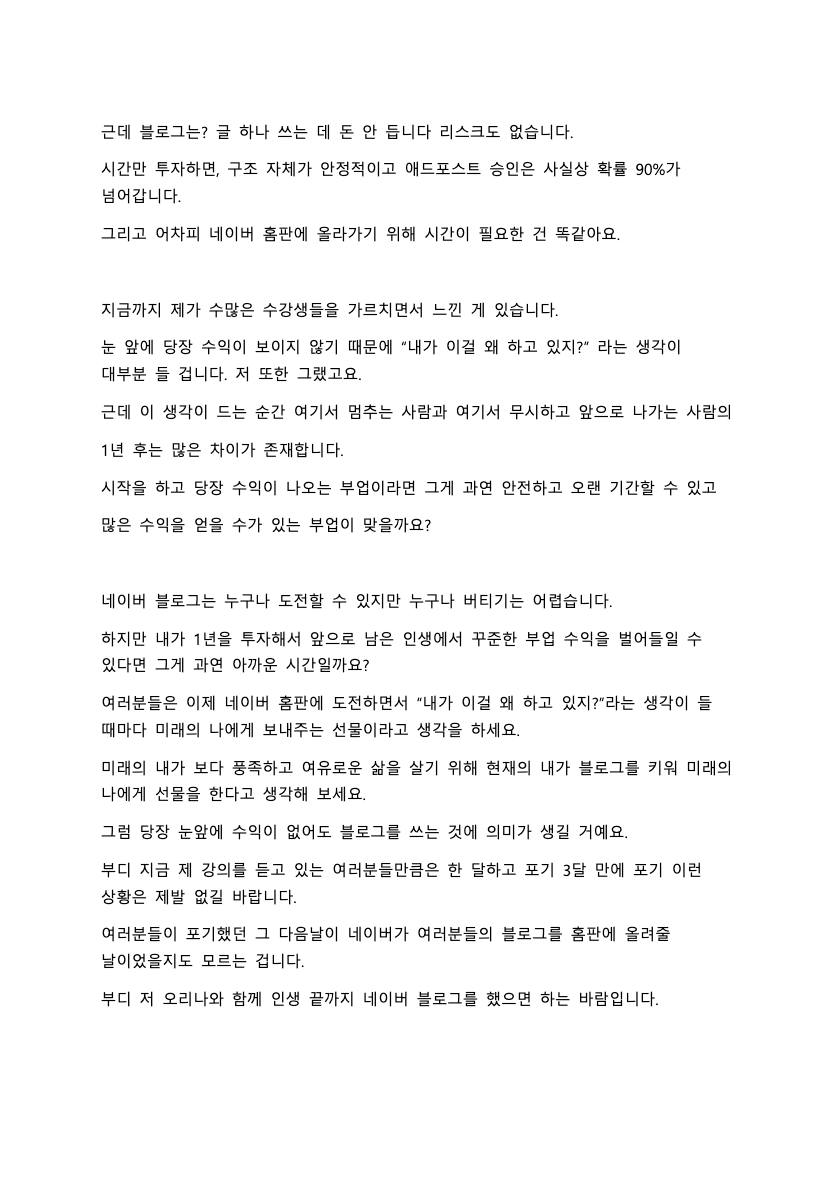 근데 블로그는? 글 하나 쓰는 데 돈 안 듭니다 리스크도 없습니다.
시간만 투자하면, 구조 자체가 안정적이고 애드포스트 승인은 사실상 확률 90%가
넘어갑니다.
그리고 어차피 네이버 홈판에 올라가기 위해 시간이 필요한 건 똑같아요.
지금까지 제가 수많은 수강생들을 가르치면서 느낀 게 있습니다.
눈 앞에 당장 수익이 보이지 않기 때문에 “내가 이걸 왜 하고 있지?” 라는 생각이
대부분 들 겁니다. 저 또한 그랬고요.
근데 이 생각이 드는 순간 여기서 멈추는 사람과 여기서 무시하고 앞으로 나가는 사람의
1년 후는 많은 차이가 존재합니다.
시작을 하고 당장 수익이 나오는 부업이라면 그게 과연 안전하고 오랜 기간할 수 있고
많은 수익을 얻을 수가 있는 부업이 맞을까요?
네이버 블로그는 누구나 도전할 수 있지만 누구나 버티기는 어렵습니다.
하지만 내가 1년을 투자해서 앞으로 남은 인생에서 꾸준한 부업 수익을 벌어들일 수
있다면 그게 과연 아까운 시간일까요?
여러분들은 이제 네이버 홈판에 도전하면서 “내가 이걸 왜 하고 있지?”라는 생각이 들
때마다 미래의 나에게 보내주는 선물이라고 생각을 하세요.
미래의 내가 보다 풍족하고 여유로운 삶을 살기 위해 현재의 내가 블로그를 키워 미래의
나에게 선물을 한다고 생각해 보세요.
그럼 당장 눈앞에 수익이 없어도 블로그를 쓰는 것에 의미가 생길 거예요.
부디 지금 제 강의를 듣고 있는 여러분들만큼은 한 달하고 포기 3달 만에 포기 이런
상황은 제발 없길 바랍니다.
여러분들이 포기했던 그 다음날이 네이버가 여러분들의 블로그를 홈판에 올려줄
날이었을지도 모르는 겁니다.
부디 저 오리나와 함께 인생 끝까지 네이버 블로그를 했으면 하는 바람입니다.